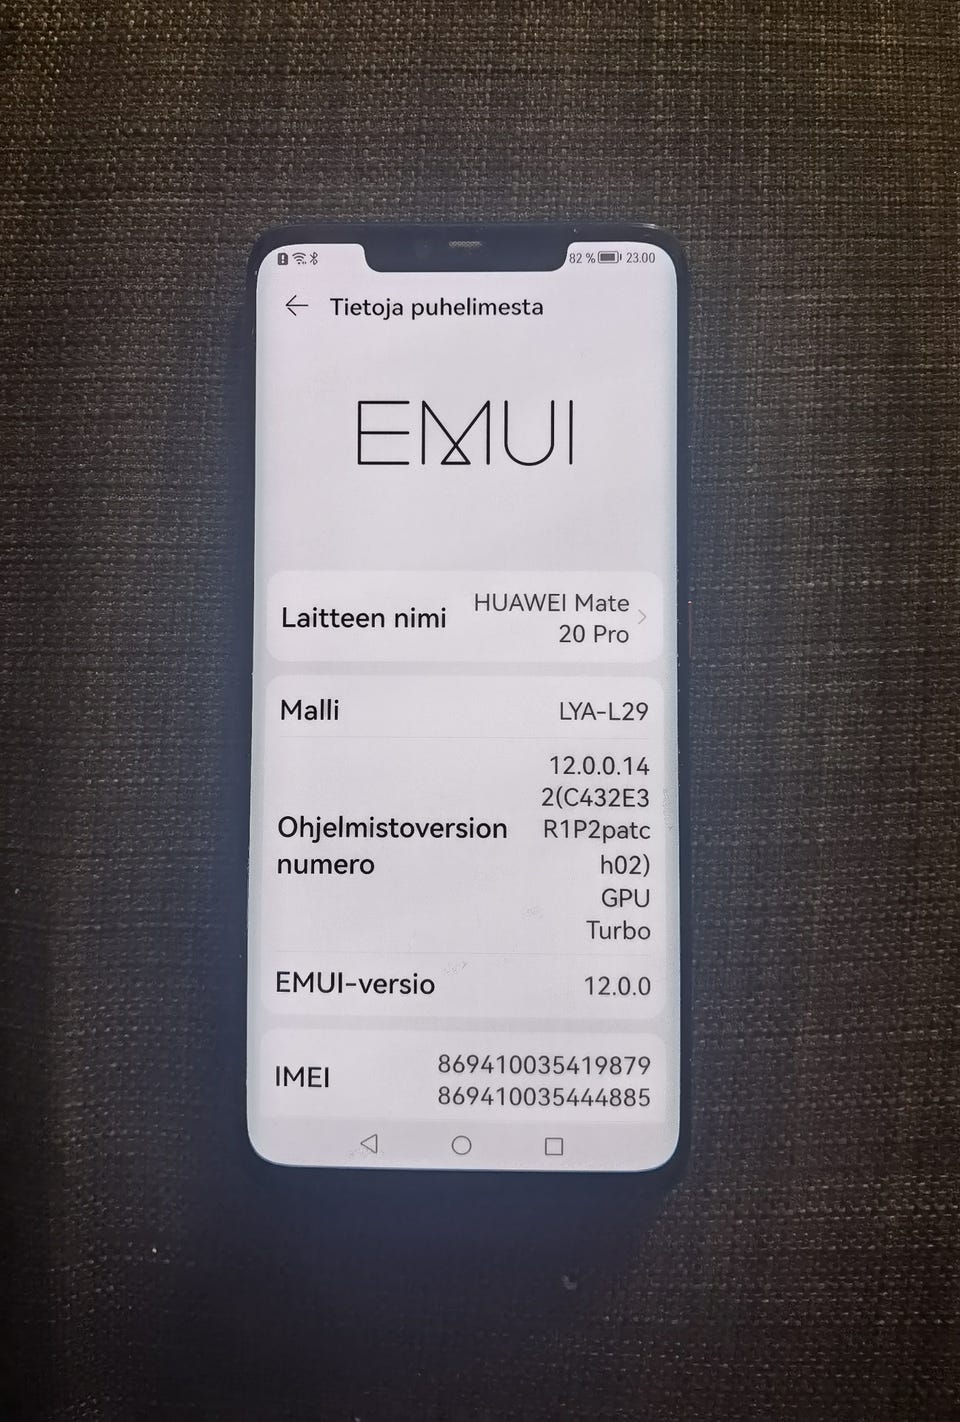 82 % 23.00
Tietoja puhelimesta
EMUI
Laitteen nimi
HUAWEI Mate
20 Pro
Malli
LYA-L29
Ohjelmistoversion
numero
12.0.0.14
2(C432E3
R1P2patc
h02)
GPU
Turbo
EMUI-versio
12.0.0
IMEI
869410035419879
869410035444885